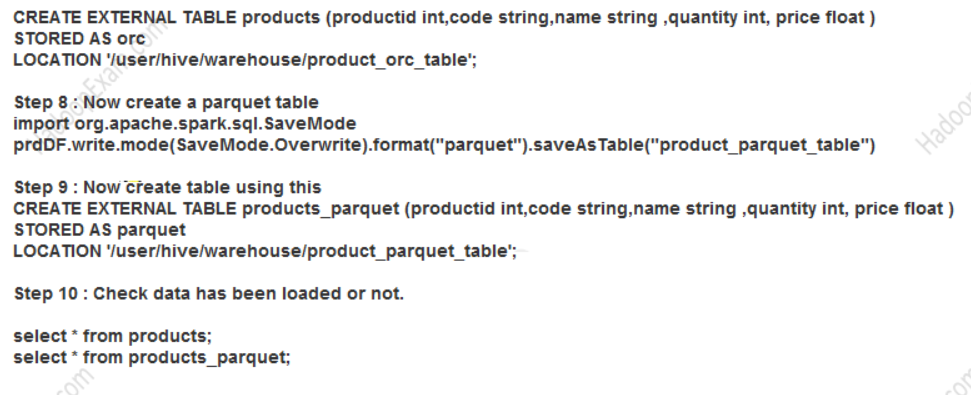 CREATE EXTERNAL TABLE products (productid int,code string,name string ,quantity int, price float )
STORED AS orc
LOCATION '/user/hive/warehouse/product_orc_table';
Step 8 : Now create a parquet table
import org.apache.spark.sql.SaveMode
prdDF.write.mode(SaveMode.Overwrite).format("parquet").saveAsTable("product_parquet_table")
Step 9 : Now create table using this
CREATE EXTERNAL TABLE products_parquet (productid int,code string,name string ,quantity int, price float )
STORED AS parquet
LOCATION '/user/hive/warehouse/product_parquet_table';
Step 10 : Check data has been loaded or not.
select * from products;
select * from products_parquet;